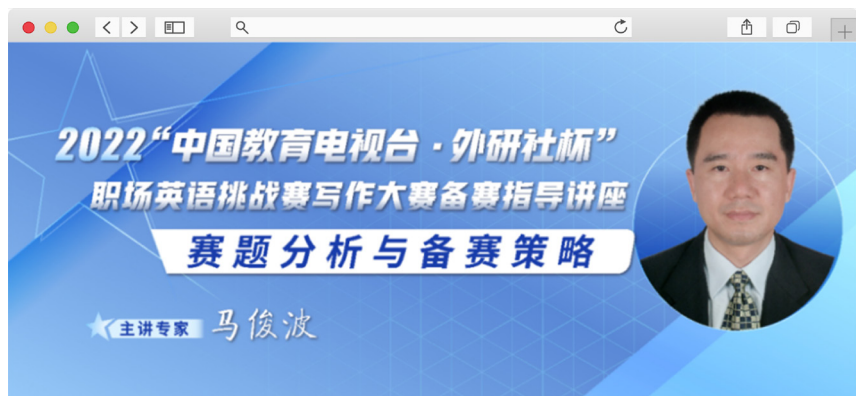 2022“中国教育电视台·外研社杯”
职场英语挑战赛写作大赛备赛指导讲座
赛题分析与备赛策略
主讲专家 马俊波